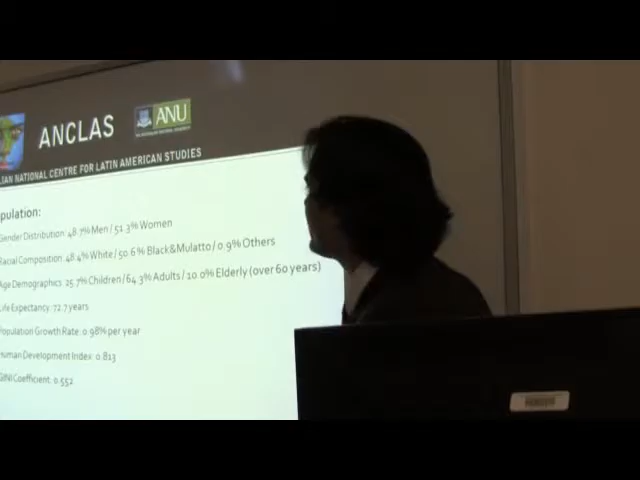 ANCLAS
ANU
LIAN NATIONAL CENTRE FOR LATIN AMERICAN STUDIES
pulation:
Gender Distribution: 48.7% Men / 51.3% Women
Racial Composition: 48.4% White / 50.6% Black&Mulatto / 0.9% Others
Age Demographics: 25.7% Children / 64.3% Adults / 10.0% Elderly (over 60 years)
Life Expectancy: 72.7 years
Population Growth Rate: 0.98% per year
Human Development Index: 0.813
GINI Coefficient: 0.552